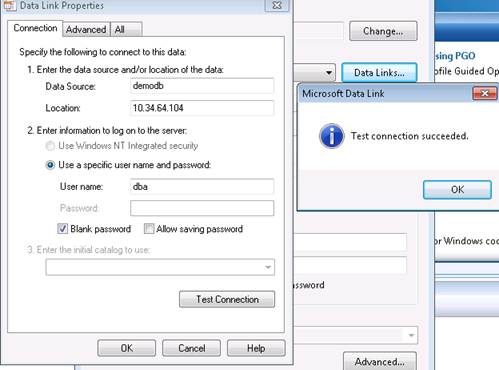 Data Link Properties
Connection
Advanced
All
Specify the following to connect to this data:
1. Enter the data source and/or location of the data:
Data Source:
demodb
Location:
10.34.64.104
2. Enter information to log on to the server:
Use Windows NT Integrated security
Use a specific user name and password:
User name:
dba
Password:
Blank password
Allow saving password
3. Enter the initial catalog to use:
Test Connection
OK
Cancel
Help
Change...
Data Links...
Microsoft Data Link
Test connection succeeded.
OK
ssword
Advanced...
sing PGO
ofile Guided Op
or Windows coc